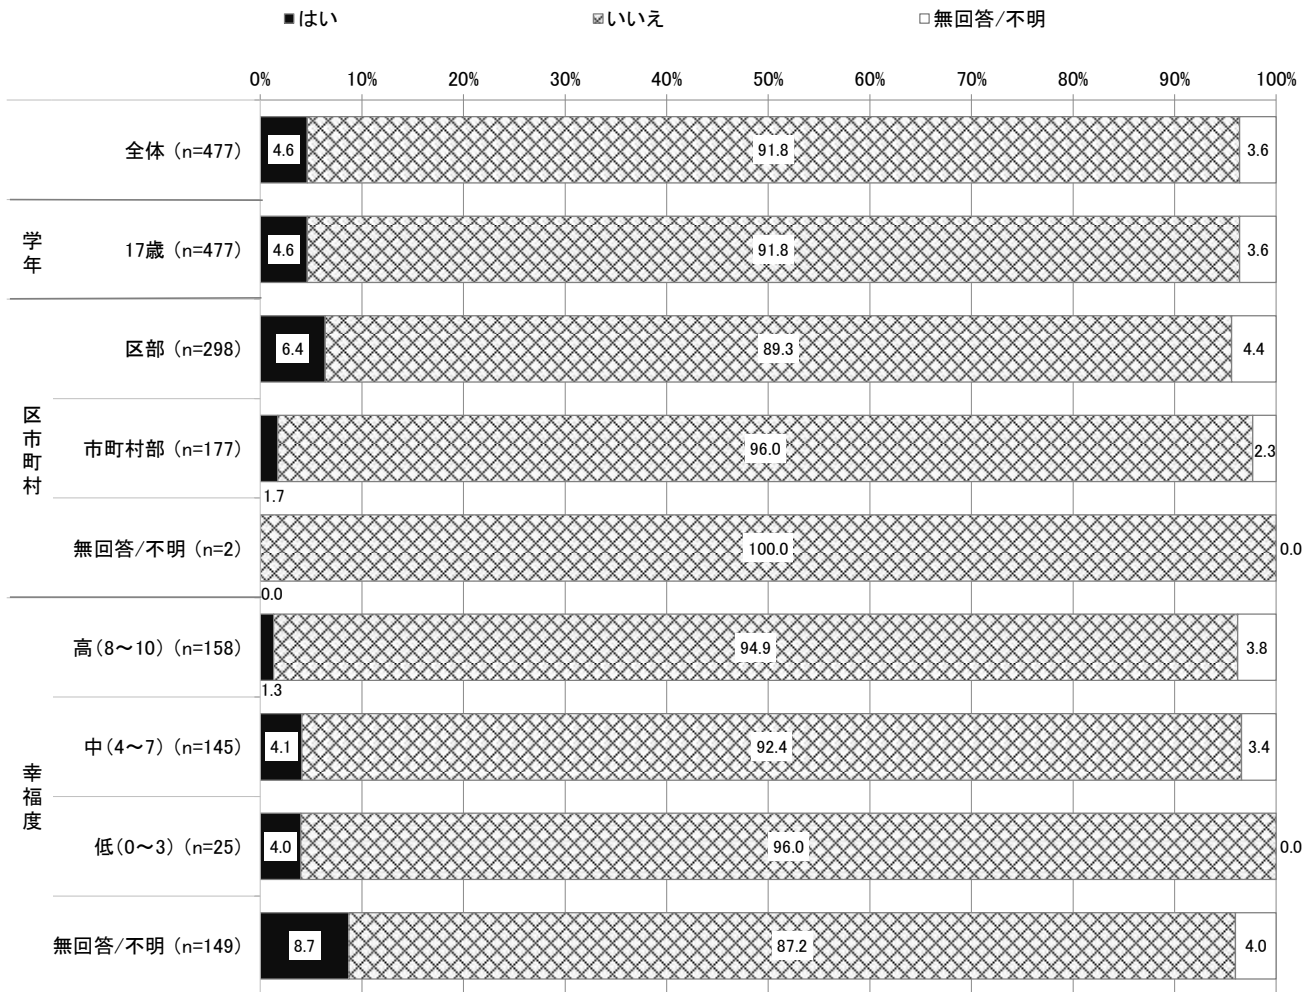 はい いいえ 無回答/不明
0% 10% 20% 30% 40% 50% 60% 70% 80% 90% 100%
全体 (n=477) 4.6 91.8 3.6
学年
17歳 (n=477) 4.6 91.8 3.6
区市町村
区部 (n=298) 6.4 89.3 4.4
市町村部 (n=177) 1.7 96.0 2.3
無回答/不明 (n=2) 0.0 100.0 0.0
幸福度
高(8～10) (n=158) 1.3 94.9 3.8
中(4～7) (n=145) 4.1 92.4 3.4
低(0～3) (n=25) 4.0 96.0 0.0
無回答/不明 (n=149) 8.7 87.2 4.0